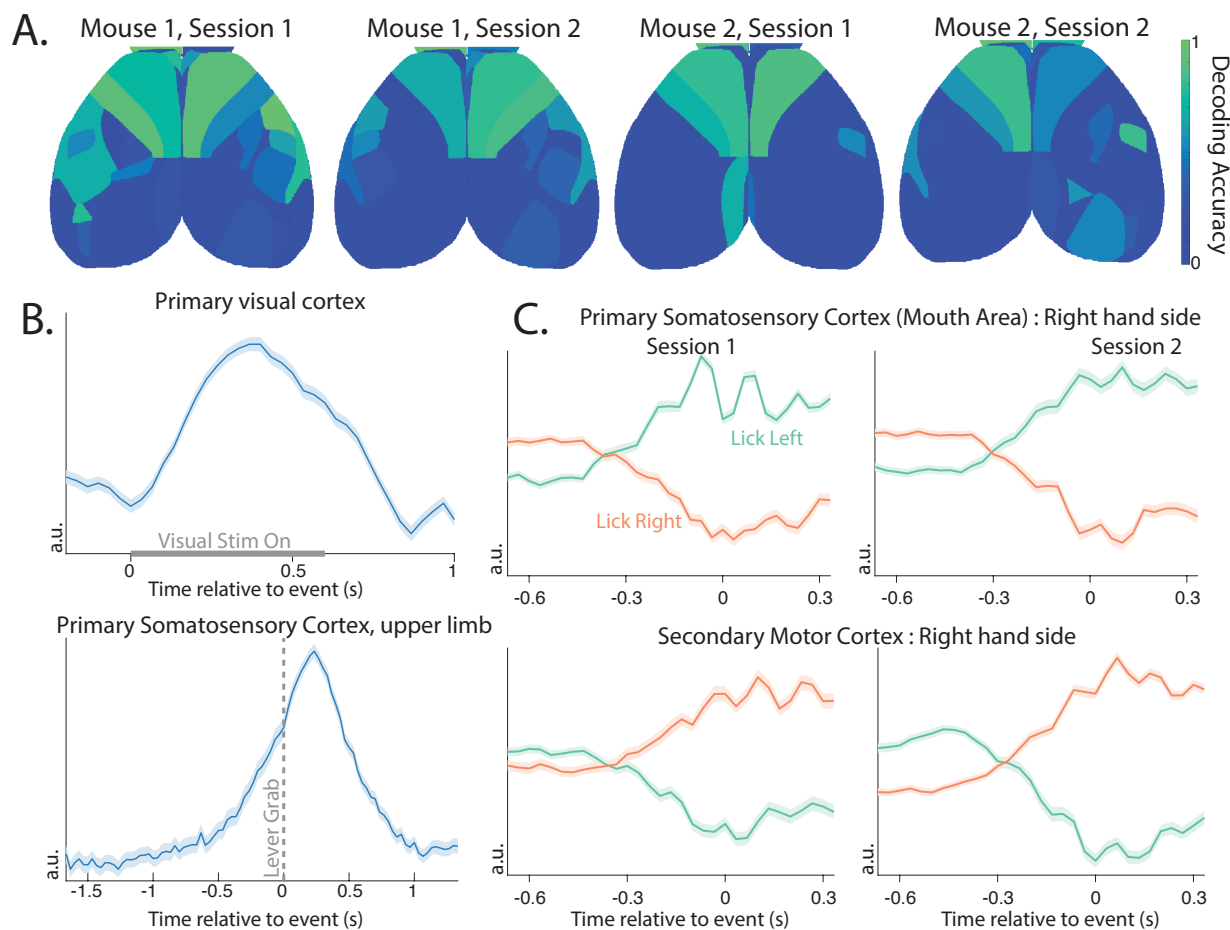 A.
Mouse 1, Session 1
Mouse 1, Session 2
Mouse 2, Session 1
Mouse 2, Session 2
1
Decoding Accuracy
0
B.
Primary visual cortex
a.u.
Visual Stim On
0
0.5
1
Time relative to event (s)
Primary Somatosensory Cortex, upper limb
a.u.
Lever Grab
-1.5
-1
-0.5
0
0.5
1
Time relative to event (s)
C.
Primary Somatosensory Cortex (Mouth Area) : Right hand side
Session 1
Session 2
Lick Left
Lick Right
a.u.
-0.6
-0.3
0
0.3
a.u.
-0.6
-0.3
0
0.3
Secondary Motor Cortex : Right hand side
a.u.
-0.6
-0.3
0
0.3
Time relative to event (s)
a.u.
-0.6
-0.3
0
0.3
Time relative to event (s)